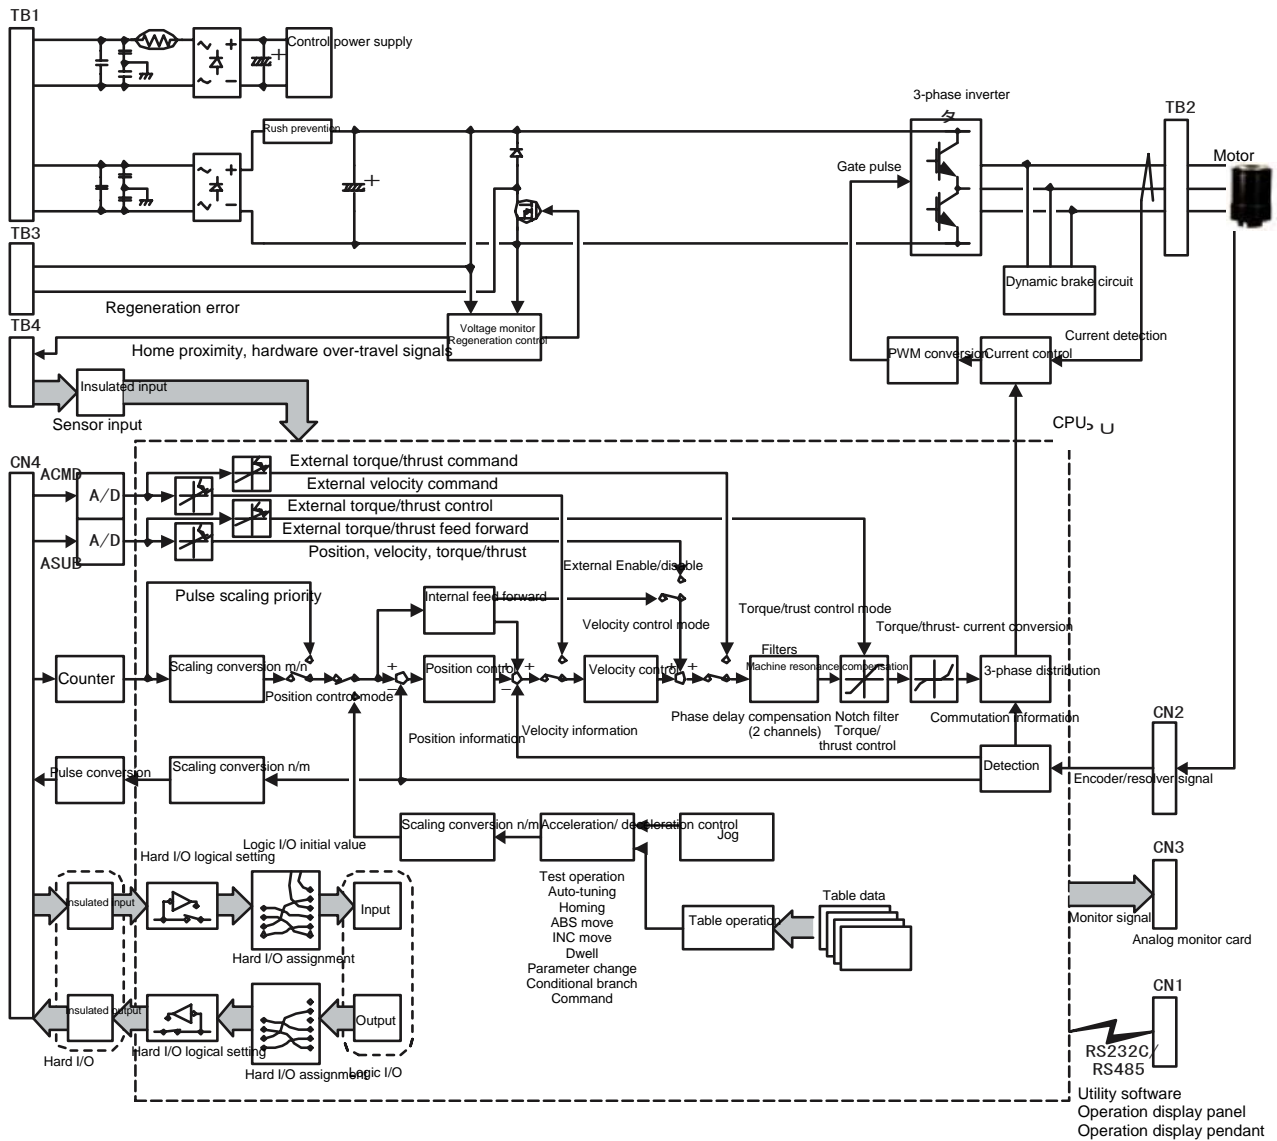 TB1
Control power supply
3-phase inverter
タ
TB2
Rush prevention
Gate pulse
Motor
TB3
Dynamic brake circuit
Regeneration error
TB4
Voltage monitor
Regeneration control
Current detection
Home proximity, hardware over-travel signals
PWM conversion
Current control
Insulated input
Sensor input
CPU
CN4
ACMD
A/D
External torque/thrust command
External velocity command
External torque/thrust control
A/D
External torque/thrust feed forward
ASUB
Position, velocity, torque/thrust
External Enable/disable
Pulse scaling priority
Internal feed forward
Torque/trust control mode
Velocity control mode
Torque/thrust- current conversion
Filters
Counter
Scaling conversion m/n
Position control
Velocity control
Machine resonance compensation
3-phase distribution
Position control mode
Phase delay compensation
(2 channels)
Notch filter
Torque/
thrust control
Commutation information
CN2
Velocity information
Position information
Pulse conversion
Scaling conversion n/m
Detection
Encoder/resolver signal
Scaling conversion n/m
Acceleration/ deceleration control
Jog
Logic I/O initial value
Hard I/O logical setting
CN3
Test operation
Auto-tuning
Homing
ABS move
INC move
Dwell
Parameter change
Conditional branch
Command
Table data
Insulated input
Input
Table operation
Monitor signal
Analog monitor card
Hard I/O assignment
CN1
Insulated output
Output
Hard I/O
Hard I/O logical setting
Hard I/O assignment
Logic I/O
RS232C/
RS485
Utility software
Operation display panel
Operation display pendant